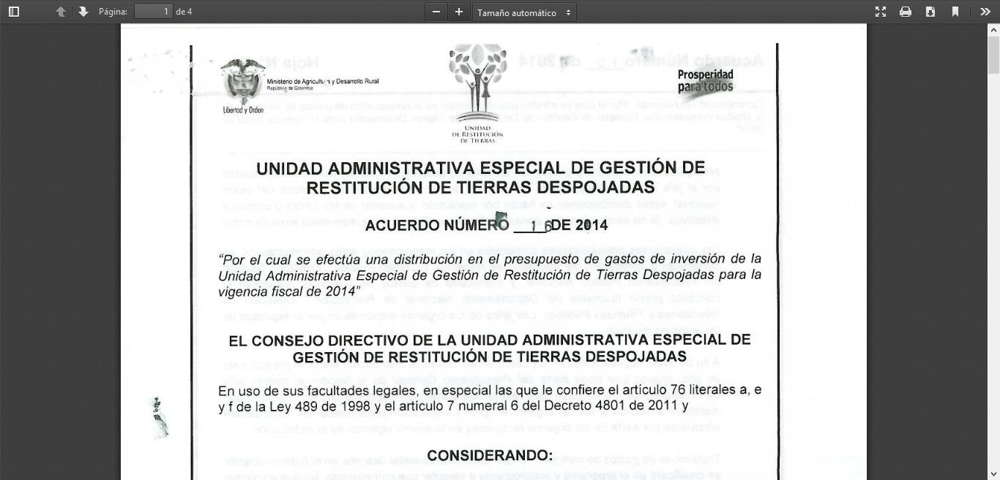 Página: 1 de 4
Tamaño automático
Ministerio de Agricultura y Desarrollo Rural
República de Colombia
Libertad y Orden
UNIDAD
DE RESTITUCIÓN
DE TIERRAS
Prosperidad
para todos
UNIDAD ADMINISTRATIVA ESPECIAL DE GESTIÓN DE
RESTITUCIÓN DE TIERRAS DESPOJADAS
ACUERDO NÚMERO ____16 DE 2014
“Por el cual se efectúa una distribución en el presupuesto de gastos de inversión de la
Unidad Administrativa Especial de Gestión de Restitución de Tierras Despojadas para la
vigencia fiscal de 2014”
EL CONSEJO DIRECTIVO DE LA UNIDAD ADMINISTRATIVA ESPECIAL DE
GESTIÓN DE RESTITUCIÓN DE TIERRAS DESPOJADAS
En uso de sus facultades legales, en especial las que le confiere el artículo 76 literales a, e
y f de la Ley 489 de 1998 y el artículo 7 numeral 6 del Decreto 4801 de 2011 y
CONSIDERANDO: